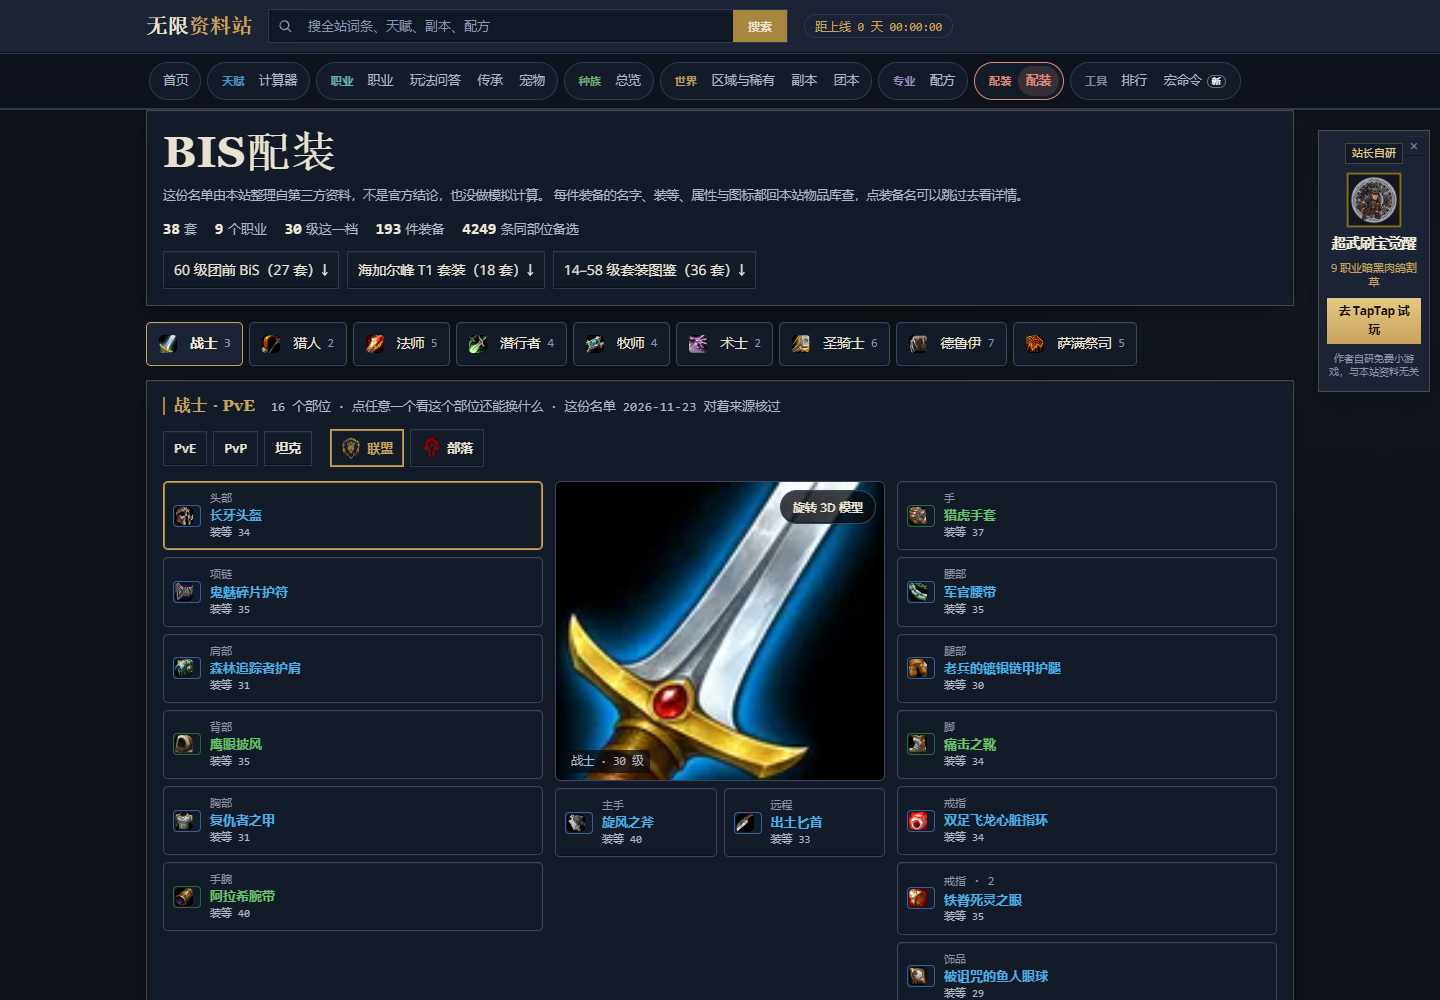 无限资料站
搜全站词条、天赋、副本、配方
搜索
距上线 0 天 00:00:00
首页
天赋 计算器
职业 职业 玩法问答 传承 宠物
种族 总览
世界 区域与稀有 副本 团本
专业 配方
配装 配装
工具 排行 宏命令 新
BIS配装
这份名单由本站整理自第三方资料，不是官方结论，也没做模拟计算。 每件装备的名字、装等、属性与图标都回本站物品库查，点装备名可以跳过去看详情。
38 套 9 个职业 30 级这一档 193 件装备 4249 条同部位备选
60 级团前 BiS（27 套）↓
海加尔峰 T1 套装（18 套）↓
14–58 级套装图鉴（36 套）↓
战士 3
猎人 2
法师 5
潜行者 4
牧师 4
术士 2
圣骑士 6
德鲁伊 7
萨满祭司 5
战士 · PvE
16 个部位 · 点任意一个看这个部位还能换什么 · 这份名单 2026-11-23 对着来源核过
PvE
PvP
坦克
联盟
部落
头部
长牙头盔
装等 34
项链
鬼魅碎片护符
装等 35
肩部
森林追踪者护肩
装等 31
背部
鹰眼披风
装等 35
胸部
复仇者之甲
装等 31
手腕
阿拉希腕带
装等 40
旋转 3D 模型
战士 · 30 级
主手
旋风之斧
装等 40
远程
出土匕首
装等 33
手
猎虎手套
装等 37
腰部
军官腰带
装等 35
腿部
老兵的镀银链甲护腿
装等 30
脚
痛击之靴
装等 34
戒指
双足飞龙心脏指环
装等 34
戒指 · 2
铁脊死灵之眼
装等 35
饰品
被诅咒的鱼人眼球
装等 29
站长自研
×
超武刷宝觉醒
9 职业暗黑肉鸽割
草
去 TapTap 试
玩
作者自研免费小游
戏，与本站资料无关